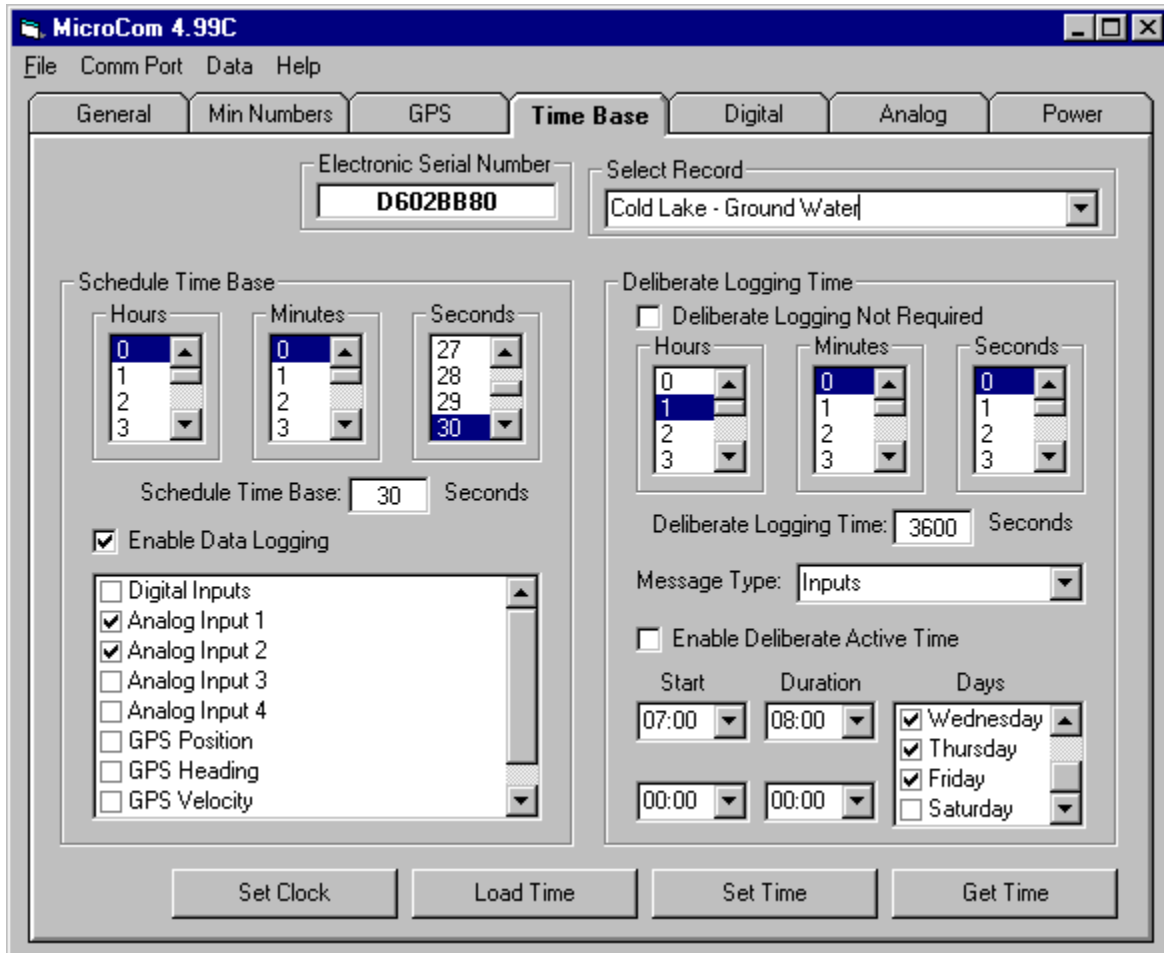 MicroCom 4.99C
File Comm Port Data Help
General Min Numbers GPS Time Base Digital Analog Power
Electronic Serial Number
D602BB80
Select Record
Cold Lake - Ground Water
Schedule Time Base
Hours Minutes Seconds
0 0 27
1 1 28
2 2 29
3 3 30
Schedule Time Base: 30 Seconds
Enable Data Logging
Digital Inputs
Analog Input 1
Analog Input 2
Analog Input 3
Analog Input 4
GPS Position
GPS Heading
GPS Velocity
Deliberate Logging Time
Deliberate Logging Not Required
Hours Minutes Seconds
0 0 0
1 1 1
2 2 2
3 3 3
Deliberate Logging Time: 3600 Seconds
Message Type: Inputs
Enable Deliberate Active Time
Start Duration Days
07:00 08:00
00:00 00:00
Wednesday
Thursday
Friday
Saturday
Set Clock Load Time Set Time Get Time